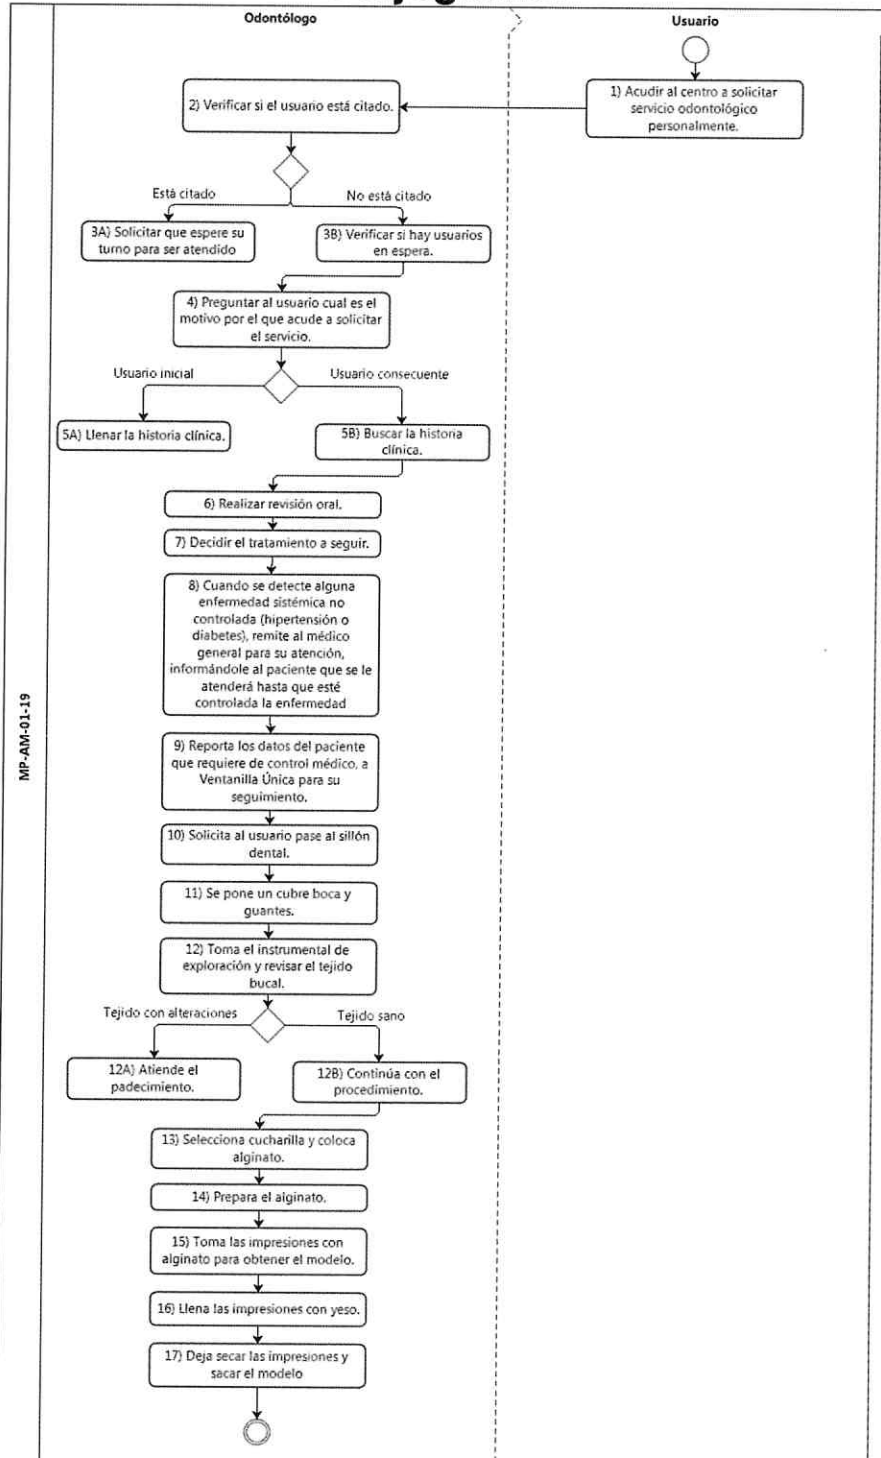 Odontólogo
Usuario
1) Acudir al centro a solicitar
servicio odontológico
personalmente.
2) Verificar si el usuario está citado.
Está citado
No está citado
3A) Solicitar que espere su
turno para ser atendido
3B) Verificar si hay usuarios
en espera.
4) Preguntar al usuario cual es el
motivo por el que acude a solicitar
el servicio.
Usuario inicial
Usuario consecuente
5A) Llenar la historia clínica.
5B) Buscar la historia
clínica.
6) Realizar revisión oral.
7) Decidir el tratamiento a seguir.
8) Cuando se detecte alguna
enfermedad sistémica no
controlada (hipertensión o
diabetes), remite al médico
general para su atención,
informándole al paciente que se le
atenderá hasta que esté
controlada la enfermedad
MP-AM-01-19
9) Reporta los datos del paciente
que requiere de control médico, a
Ventanilla Única para su
seguimiento.
10) Solicita al usuario pase al sillón
dental.
11) Se pone un cubre boca y
guantes.
12) Toma el instrumental de
exploración y revisar el tejido
bucal.
Tejido con alteraciones
Tejido sano
12A) Atiende el
padecimiento.
12B) Continúa con el
procedimiento.
13) Selecciona cucharilla y coloca
alginato.
14) Prepara el alginato.
15) Toma las impresiones con
alginato para obtener el modelo.
16) Llena las impresiones con yeso.
17) Deja secar las impresiones y
sacar el modelo